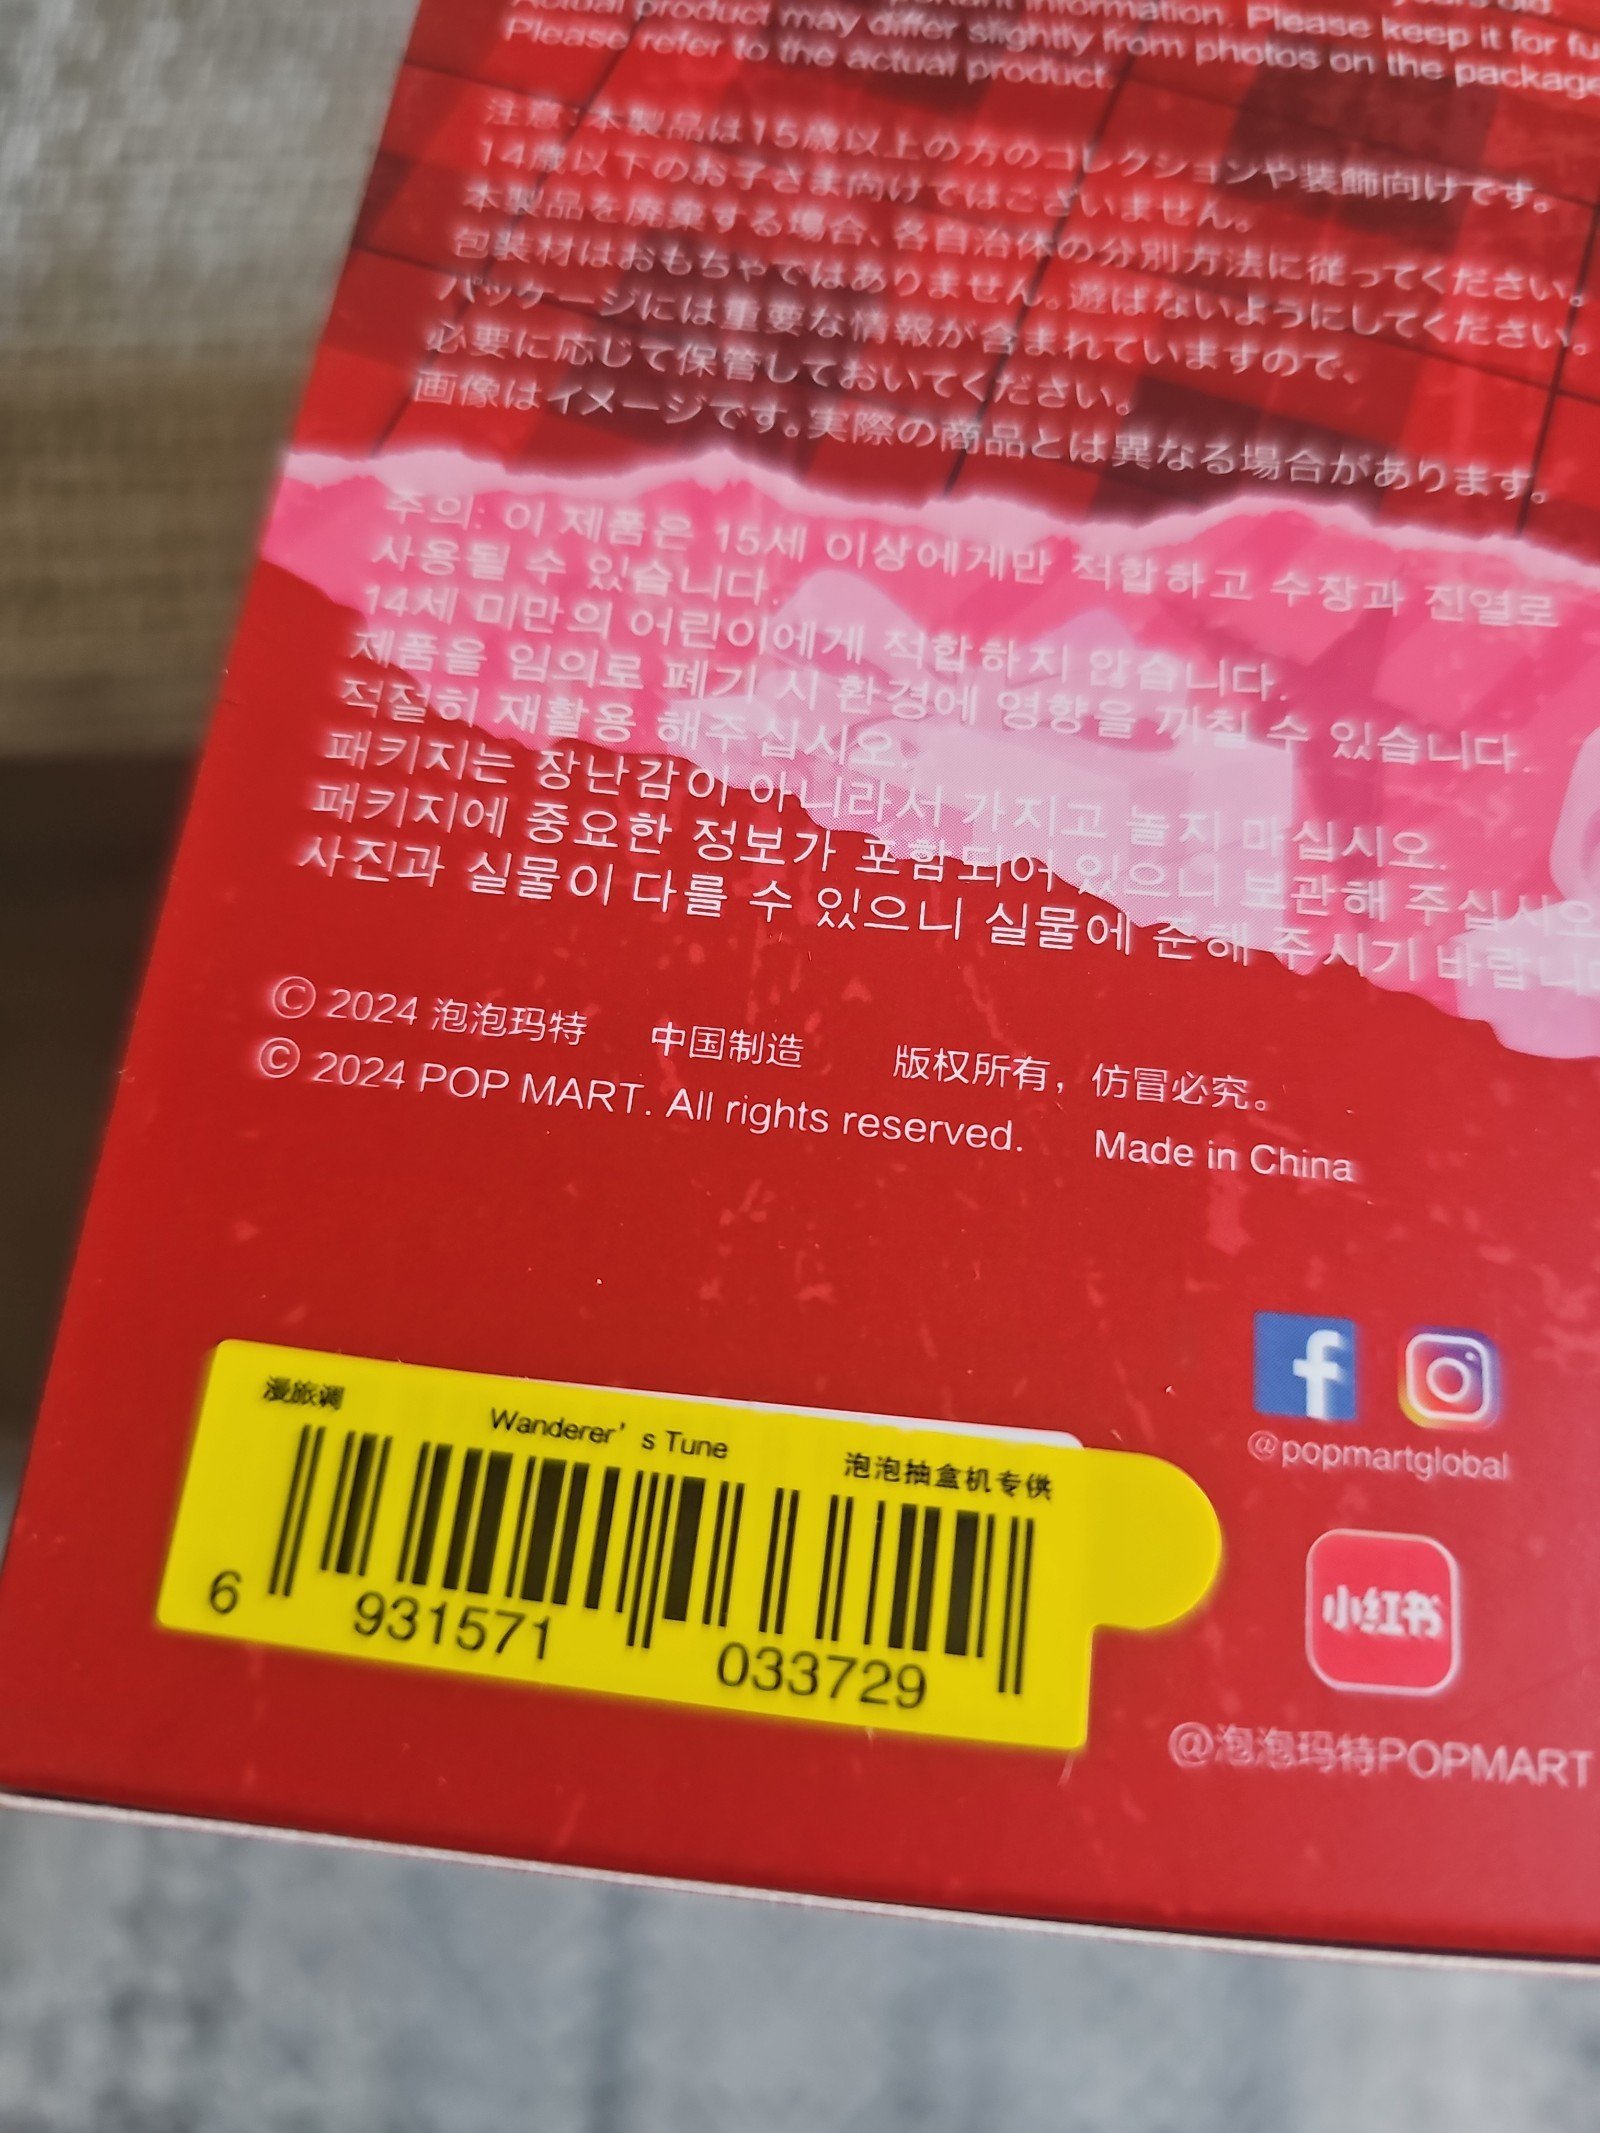 portant information. Please keep it for fu
Actual product may differ slightly from photos on the package
Please refer to the actual product.
注意：本製品は15歳以上の方のコレクションや装飾向けです。
14歳以下のお子さま向けではございません。
本製品を廃棄する場合、各自治体の分別方法に従ってください。
包装材はおもちゃではありません。遊ばないようにしてください。
パッケージには重要な情報が含まれていますので、
必要に応じて保管しておいてください。
画像はイメージです。実際の商品とは異なる場合があります。
주의: 이 제품은 15세 이상에게만 적합하고 수장과 진열로
사용될 수 있습니다.
14세 미만의 어린이에게 적합하지 않습니다.
제품을 임의로 폐기 시 환경에 영향을 끼칠 수 있습니다.
적절히 재활용 해주십시오.
패키지는 장난감이 아니라서 가지고 놀지 마십시오.
패키지에 중요한 정보가 포함되어 있으니 보관해 주십시오
사진과 실물이 다를 수 있으니 실물에 준해 주시기 바랍니다
© 2024 泡泡玛特 中国制造 版权所有，仿冒必究。
© 2024 POP MART. All rights reserved. Made in China
@popmartglobal
漫旅调 Wanderer's Tune 泡泡抽盒机专供
6 931571 033729
小红书
@泡泡玛特POPMART